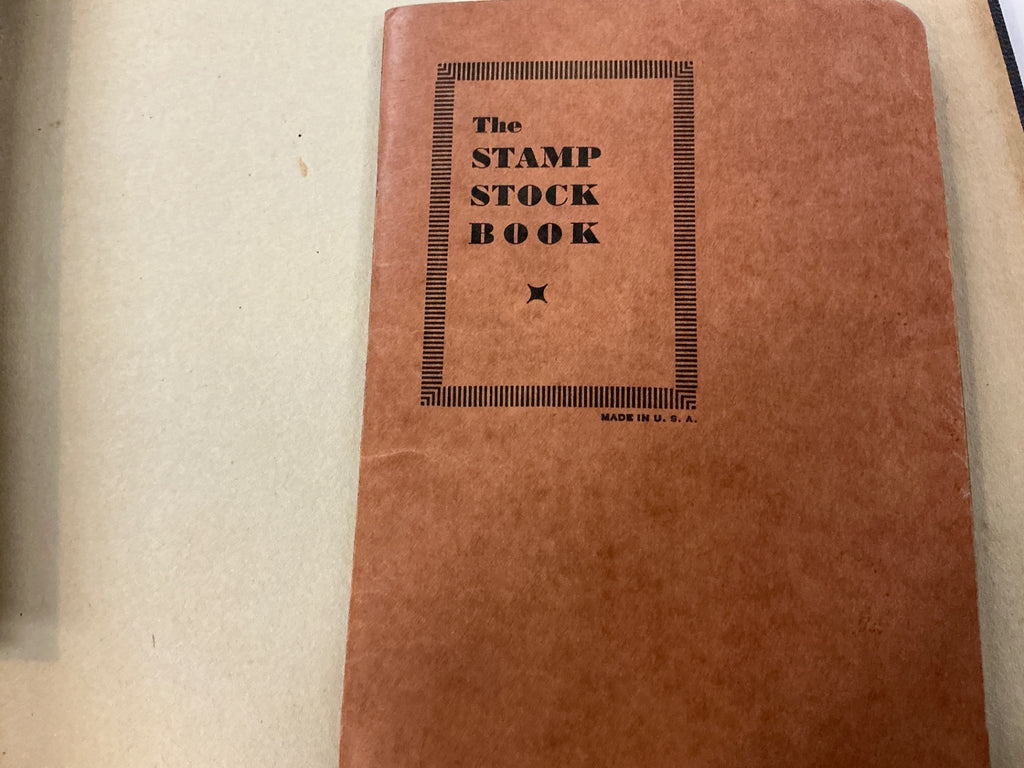 The
STAMP
STOCK
BOOK
MADE IN U. S. A.